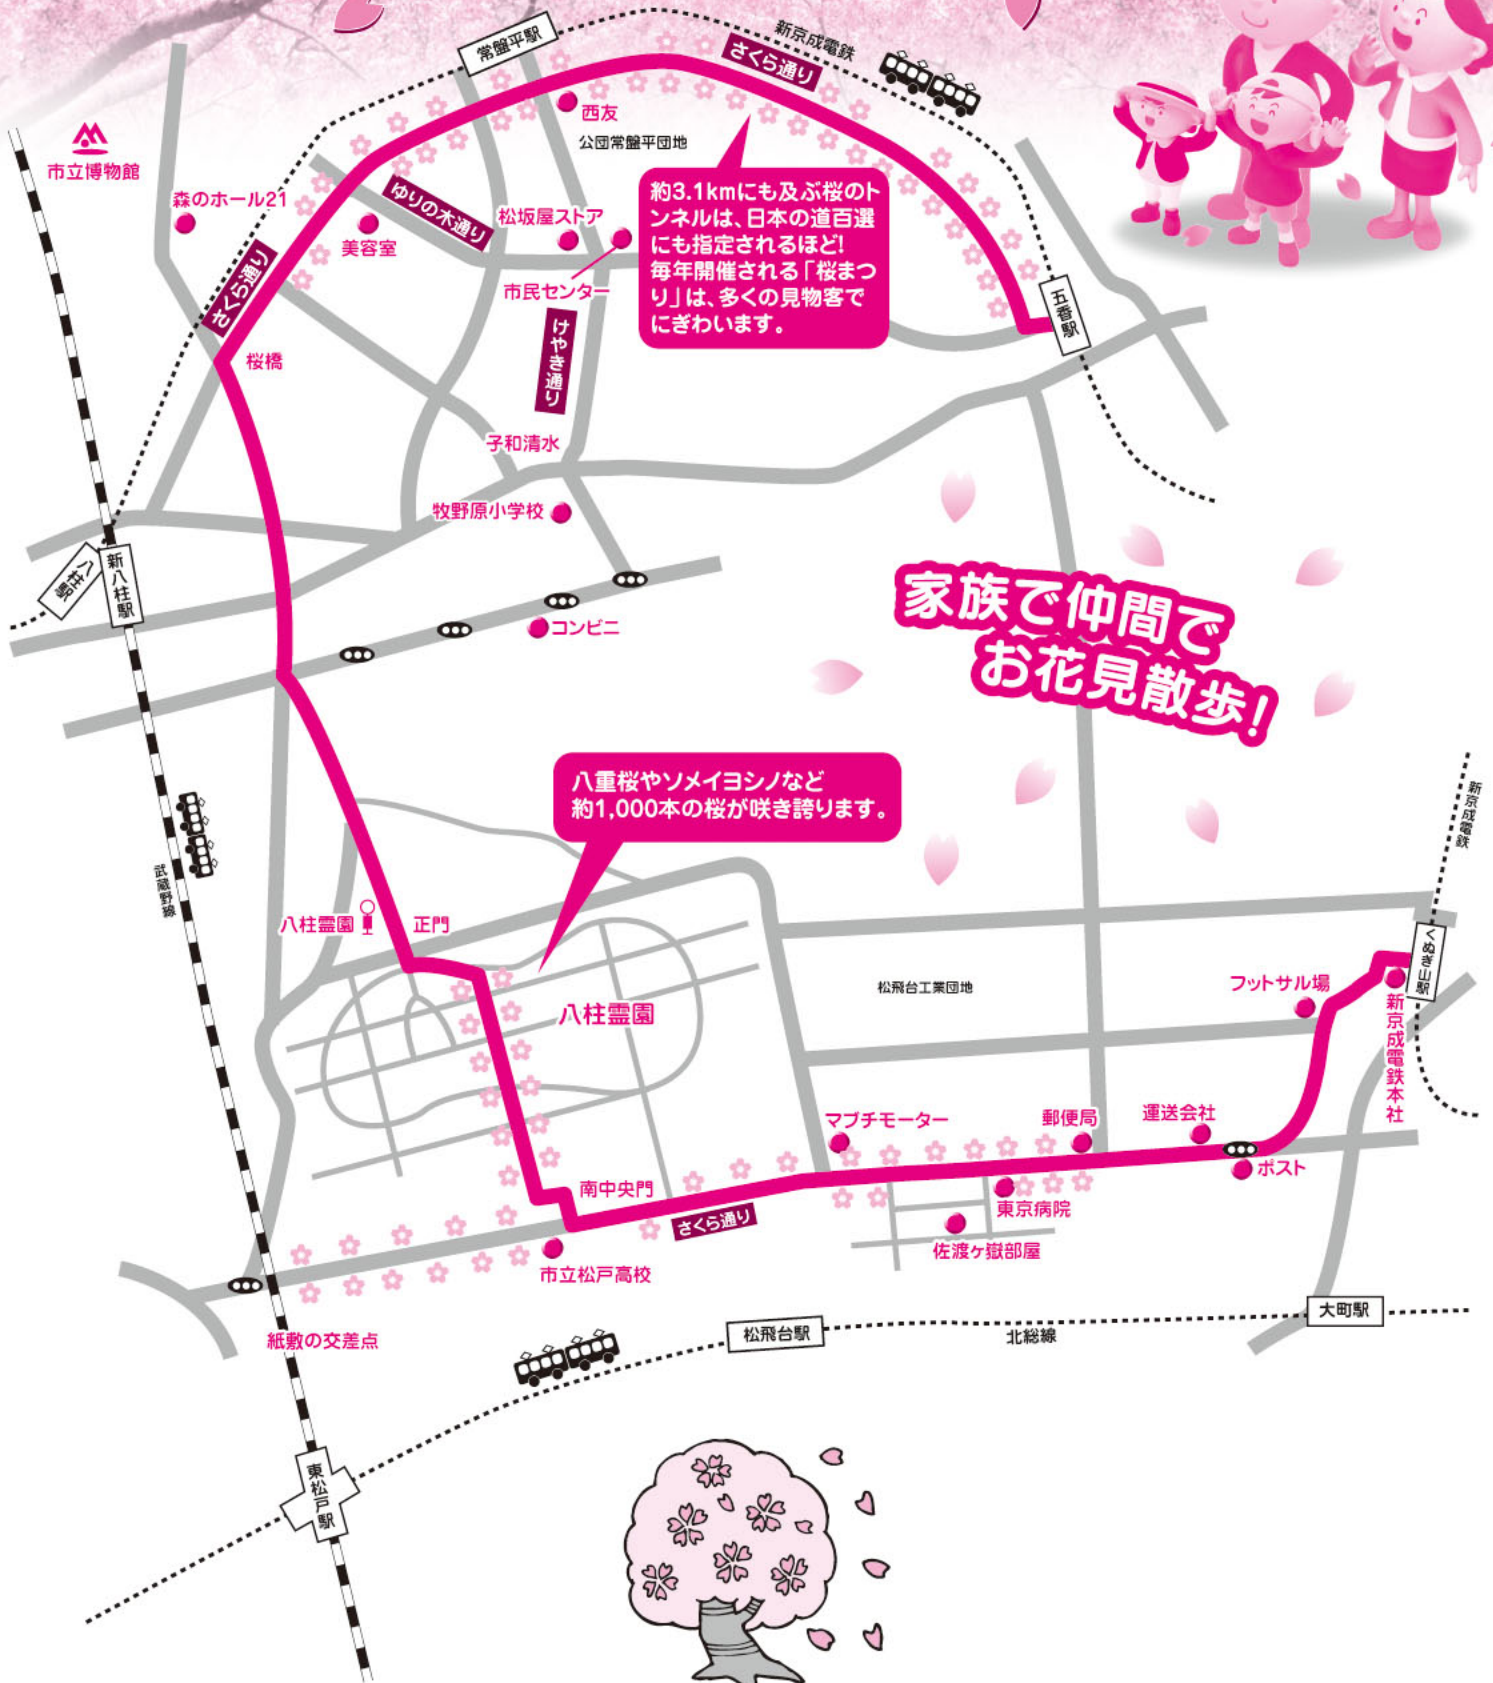 常盤平駅
新京成電鉄
さくら通り
西友
公団常盤平団地
市立博物館
森のホール21
美容室
ゆりの木通り
松坂屋ストア
市民センター
約3.1kmにも及ぶ桜のト
ンネルは、日本の道百選
にも指定されるほど!
毎年開催される「桜まつ
り」は、多くの見物客で
にぎわいます。
さくら通り
五香駅
桜橋
けやき通り
子和清水
牧野原小学校
八柱駅
新八柱駅
コンビニ
家族で仲間で
お花見散歩!
八重桜やソメイヨシノなど
約1,000本の桜が咲き誇ります。
新京成電鉄
武蔵野線
八柱霊園
正門
八柱霊園
松飛台工業団地
くぬぎ山駅
フットサル場
新京成電鉄本社
マブチモーター
郵便局
運送会社
ポスト
南中央門
さくら通り
東京病院
佐渡ヶ嶽部屋
市立松戸高校
紙敷の交差点
松飛台駅
北総線
大町駅
東松戸駅